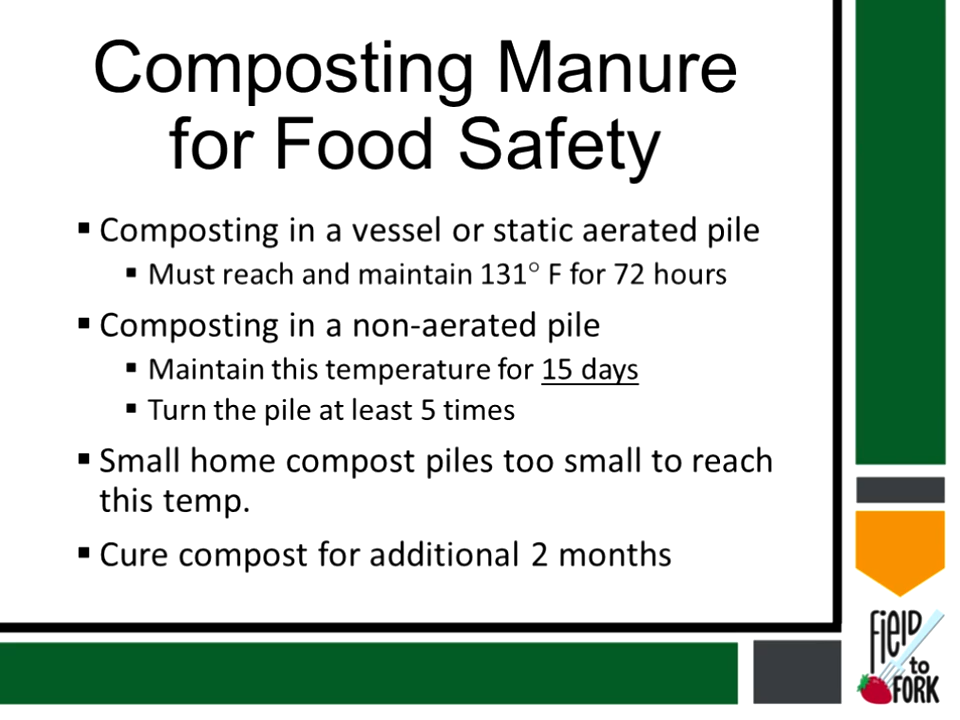 Composting Manure
for Food Safety
▪ Composting in a vessel or static aerated pile
▪ Must reach and maintain 131° F for 72 hours
▪ Composting in a non-aerated pile
▪ Maintain this temperature for 15 days
▪ Turn the pile at least 5 times
▪ Small home compost piles too small to reach
this temp.
▪ Cure compost for additional 2 months
FIELD
to
FORK